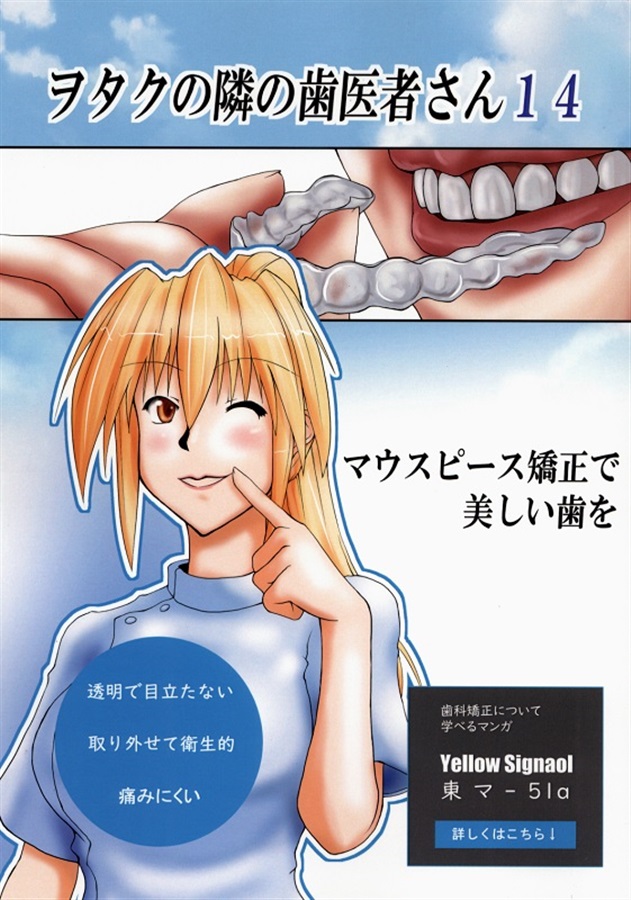 ヲタクの隣の歯医者さん14
マウスピース矯正で
美しい歯を
透明で目立たない
取り外せて衛生的
痛みにくい
歯科矯正について
学べるマンガ
Yellow Signaol
東マ-51a
詳しくはこちら↓